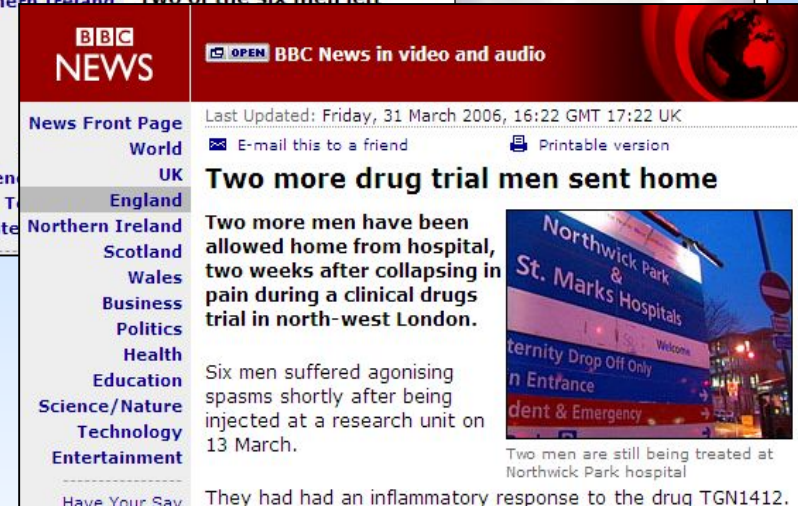 BBC
NEWS
OPEN BBC News in video and audio
News Front Page
World
UK
England
Northern Ireland
Scotland
Wales
Business
Politics
Health
Education
Science/Nature
Technology
Entertainment
Have Your Say
Last Updated: Friday, 31 March 2006, 16:22 GMT 17:22 UK
E-mail this to a friend
Printable version
Two more drug trial men sent home
Two more men have been
allowed home from hospital,
two weeks after collapsing in
pain during a clinical drugs
trial in north-west London.
Northwick Park
&
St. Marks Hospitals
Welcome
ternity Drop Off Only
n Entrance
dent & Emergency
Six men suffered agonising
spasms shortly after being
injected at a research unit on
13 March.
Two men are still being treated at
Northwick Park hospital
They had had an inflammatory response to the drug TGN1412.